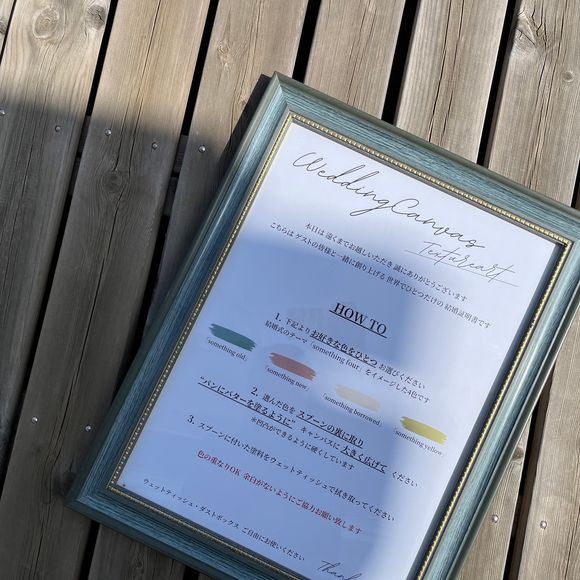 Wedding Canvas
Texture art
本日は 遠くまでお越しいただき 誠にありがとうございます
こちらは ゲストの皆様と一緒に創り上げる 世界でひとつだけの 結婚証明書です
HOW TO
1. 下記より お好きな色をひとつ お選びください
結婚式のテーマ「something four」をイメージした4色です
「something old」
「something new」
「something borrowed」
「something yellow」
2. 選んだ色を スプーンの裏に取り
"パンにバターを塗るように" キャンバスに 大きく広げて ください
※凹凸ができるように硬くしています
3. スプーンに付いた塗料をウェットティッシュで拭き取ってください
色の重なりOK 余白がないようにご協力お願い致します
ウェットティッシュ・ダストボックス ご自由にお使いください
Thank